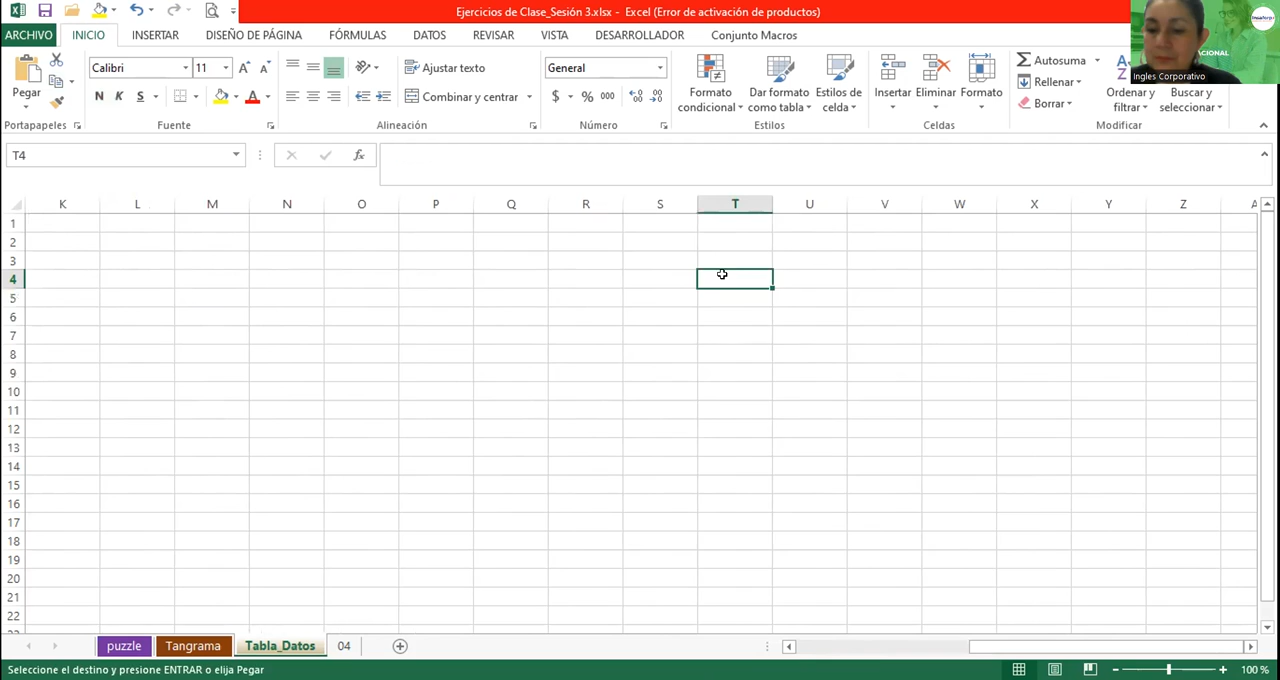 Ejercicios de Clase_Sesión 3.xlsx - Excel (Error de activación de productos)
ARCHIVO INICIO INSERTAR DISEÑO DE PÁGINA FÓRMULAS DATOS REVISAR VISTA DESARROLLADOR Conjunto Macros
CIONAL
Ingles Corporativo
Pegar
Calibri 11
N K S
Ajustar texto
Combinar y centrar
General
$ % 000
Formato condicional
Dar formato como tabla
Estilos de celda
Insertar Eliminar Formato
Autosuma
Rellenar
Borrar
Ordenar y filtrar
Buscar y seleccionar
Portapapeles Fuente Alineación Número Estilos Celdas Modificar
T4 fx
K L M N O P Q R S T U V W X Y Z A
1
2
3
4
5
6
7
8
9
10
11
12
13
14
15
16
17
18
19
20
21
22
puzzle Tangrama Tabla_Datos 04
Seleccione el destino y presione ENTRAR o elija Pegar 100 %